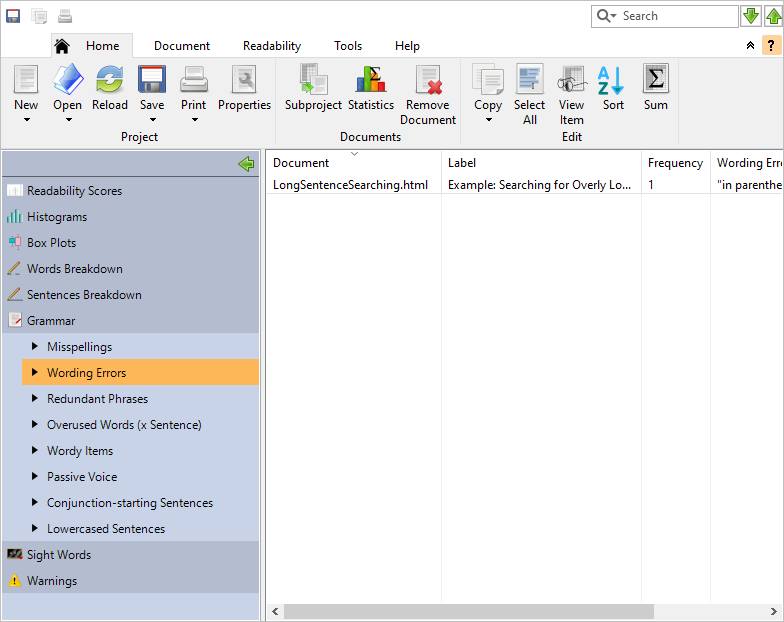 Search
Home Document Readability Tools Help
?
New Open Reload Save Print Properties Subproject Statistics Remove Document Copy Select All View Item Sort Sum
Project Documents Edit
Document Label Frequency Wording Erro
LongSentenceSearching.html Example: Searching for Overly Lo... 1 "in parenthe
Readability Scores
Histograms
Box Plots
Words Breakdown
Sentences Breakdown
Grammar
Misspellings
Wording Errors
Redundant Phrases
Overused Words (x Sentence)
Wordy Items
Passive Voice
Conjunction-starting Sentences
Lowercased Sentences
Sight Words
Warnings